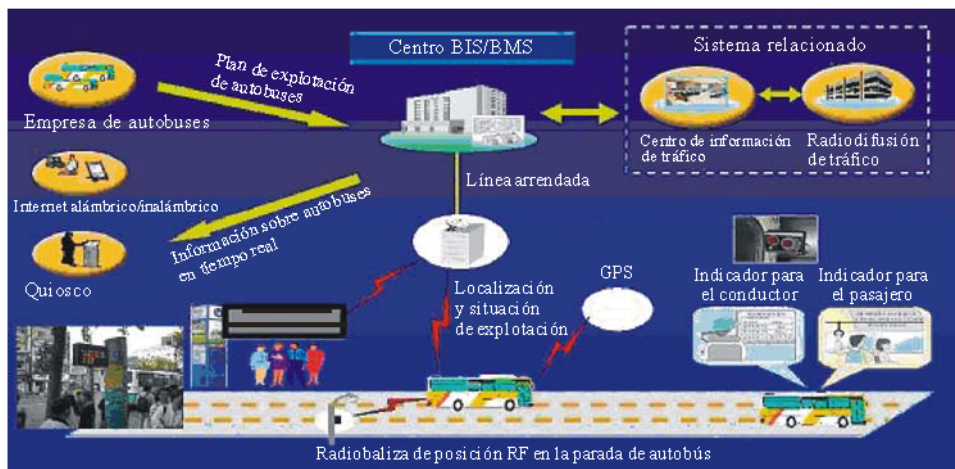 Centro BIS/BMS
Sistema relacionado
Plan de explotación
de autobuses
Empresa de autobuses
Centro de información
de tráfico
Radiodifusión
de tráfico
Línea arrendada
Internet alámbrico/inalámbrico
Información sobre autobuses
en tiempo real
Quiosco
Localización
y situación
de explotación
GPS
Indicador para
el conductor
Indicador para
el pasajero
Radiobaliza de posición RF en la parada de autobús